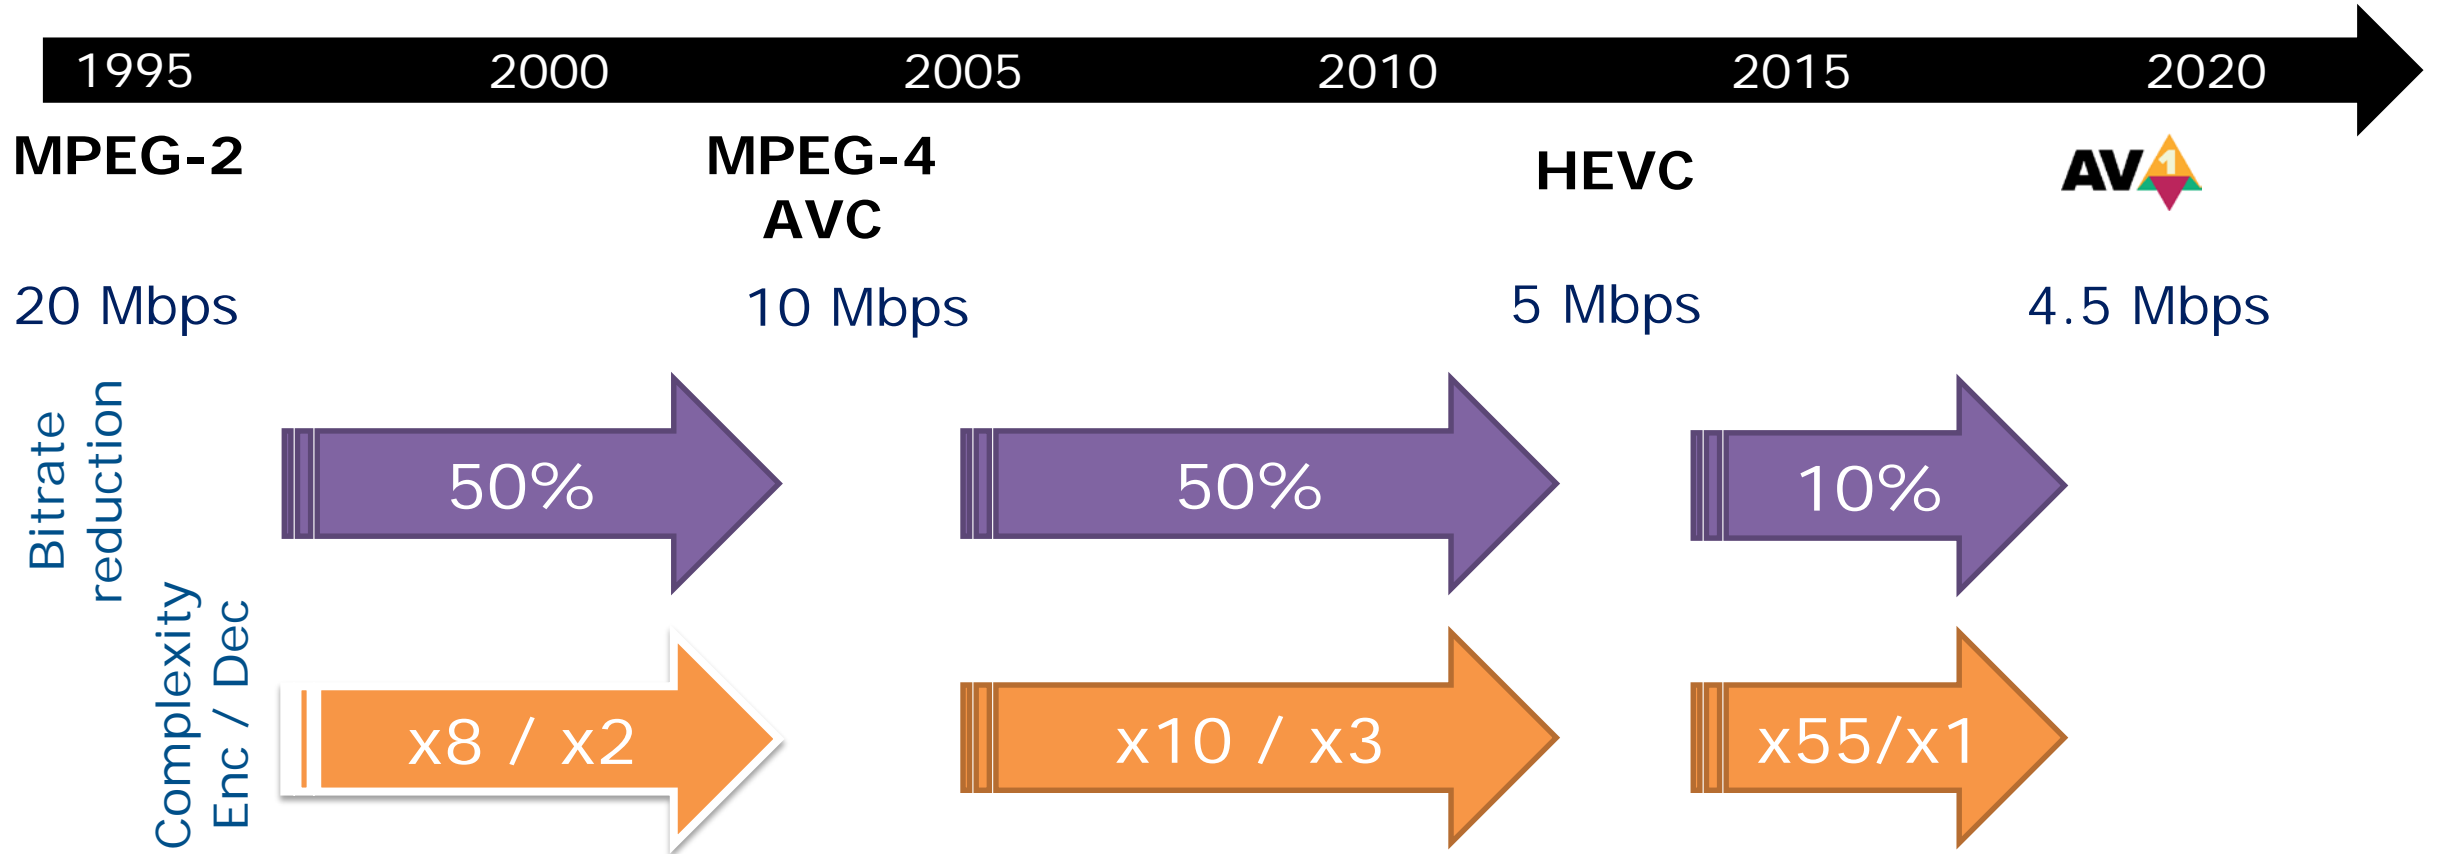 1995 2000 2005 2010 2015 2020
MPEG-2
MPEG-4
AVC
HEVC
AV1
20 Mbps
10 Mbps
5 Mbps
4.5 Mbps
Bitrate
reduction
50%
50%
10%
Complexity
Enc / Dec
x8 / x2
x10 / x3
x55/x1